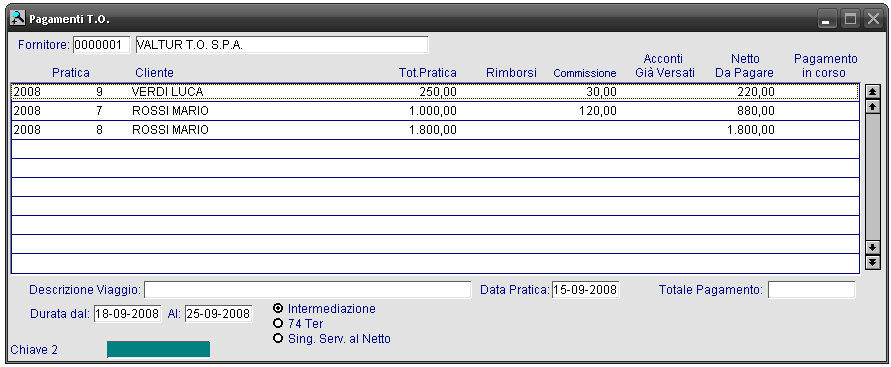 Pagamenti T.O.
Fornitore: 0000001 VALTUR T.O. S.P.A.
Pratica Cliente Tot.Pratica Rimborsi Commissione Acconti Già Versati Netto Da Pagare Pagamento in corso
2008 9 VERDI LUCA 250,00 30,00 220,00
2008 7 ROSSI MARIO 1.000,00 120,00 880,00
2008 8 ROSSI MARIO 1.800,00 1.800,00
Descrizione Viaggio: Data Pratica: 15-09-2008 Totale Pagamento:
Durata dal: 18-09-2008 Al: 25-09-2008 Intermediazione
74 Ter
Sing. Serv. al Netto
Chiave 2